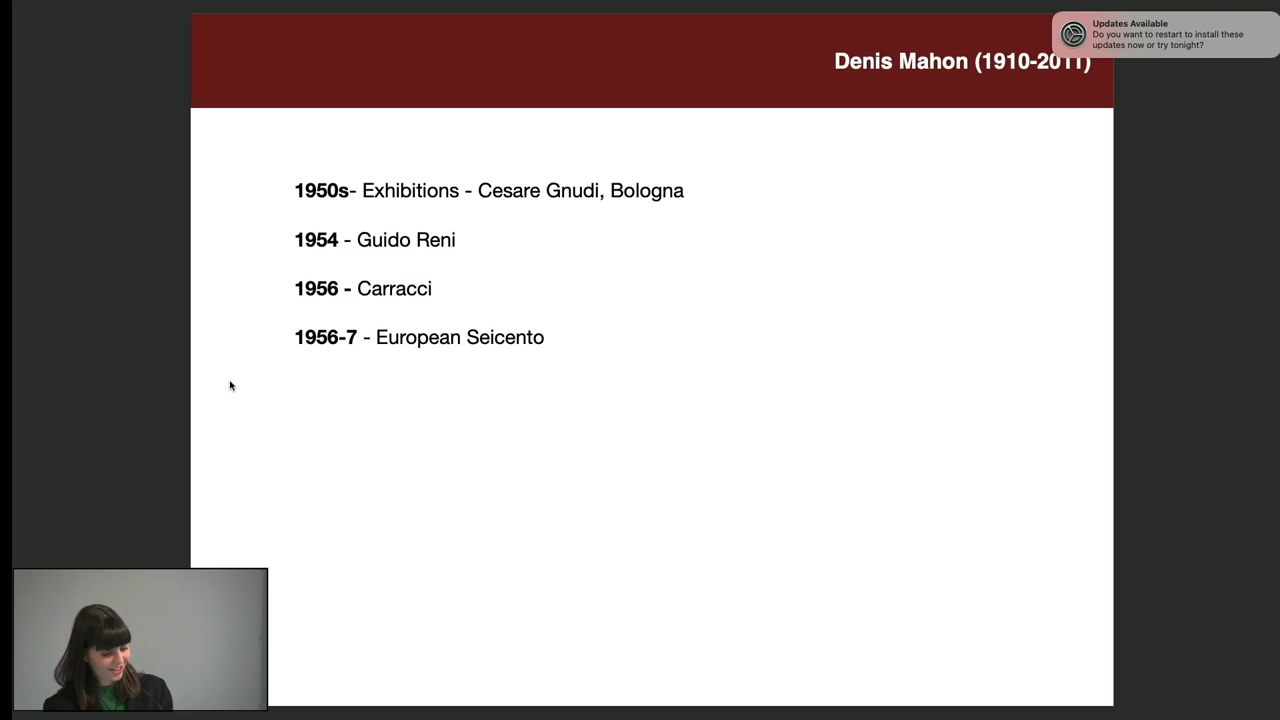 Updates Available
Do you want to restart to install these
updates now or try tonight?
Denis Mahon (1910-2011)
1950s- Exhibitions - Cesare Gnudi, Bologna
1954 - Guido Reni
1956 - Carracci
1956-7 - European Seicento